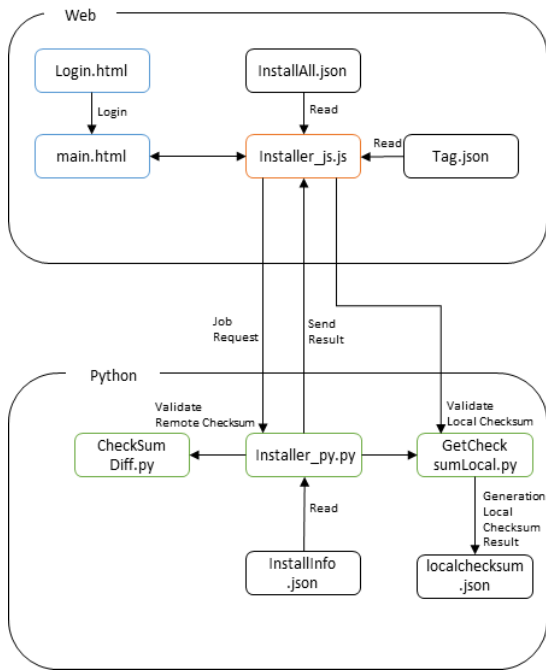 Web
Login.html
InstallAll.json
Login
Read
main.html
Installer_js.js
Read
Tag.json
Job
Request
Send
Result
Python
Validate
Remote Checksum
Validate
Local Checksum
CheckSum
Diff.py
Installer_py.py
GetCheck
sumLocal.py
Read
Generation
Local
Checksum
Result
InstallInfo
.json
localchecksum
.json